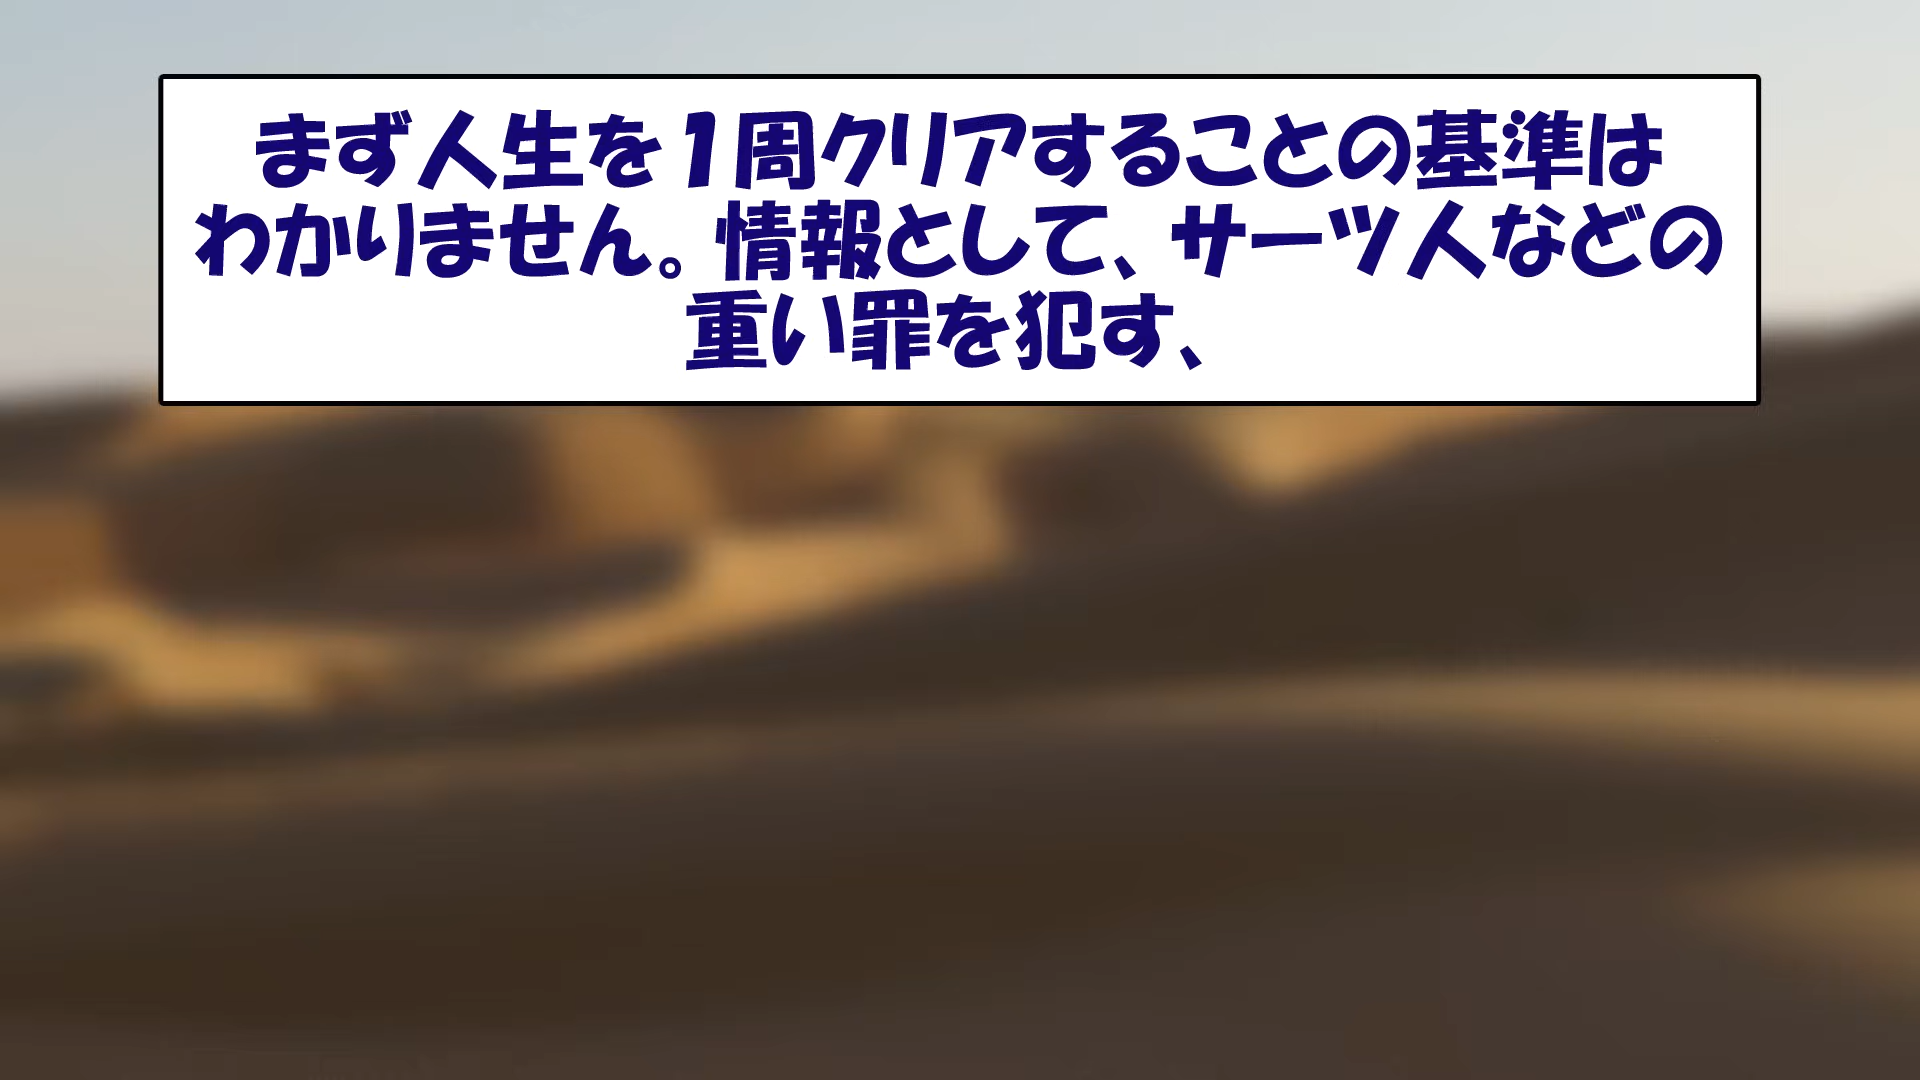 まず人生を1周クリアすることの基準は
わかりません。情報として、サーツ人などの
重い罪を犯す、